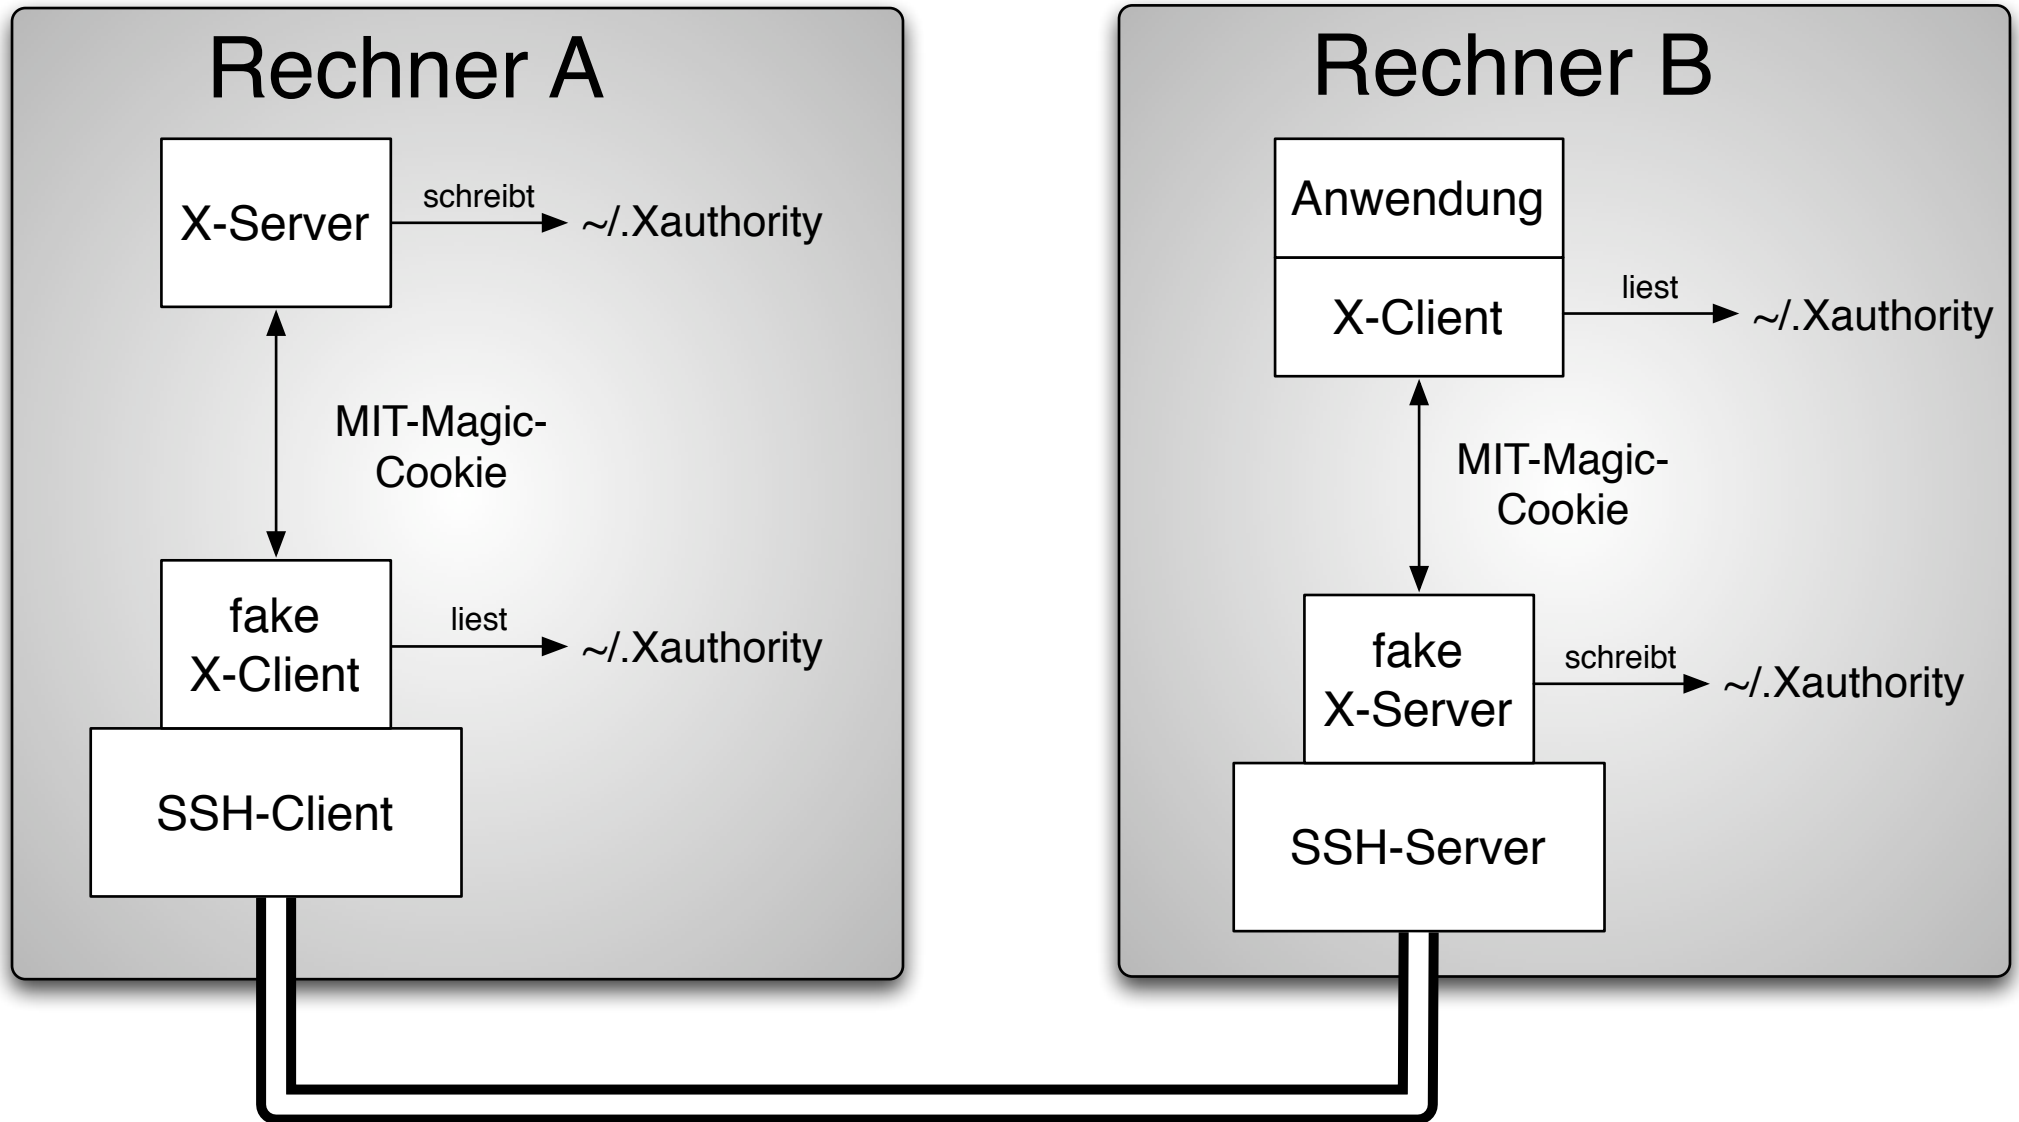 Rechner A
X-Server
schreibt
~/.Xauthority
MIT-Magic-
Cookie
fake
X-Client
liest
~/.Xauthority
SSH-Client
Rechner B
Anwendung
X-Client
liest
~/.Xauthority
MIT-Magic-
Cookie
fake
X-Server
schreibt
~/.Xauthority
SSH-Server